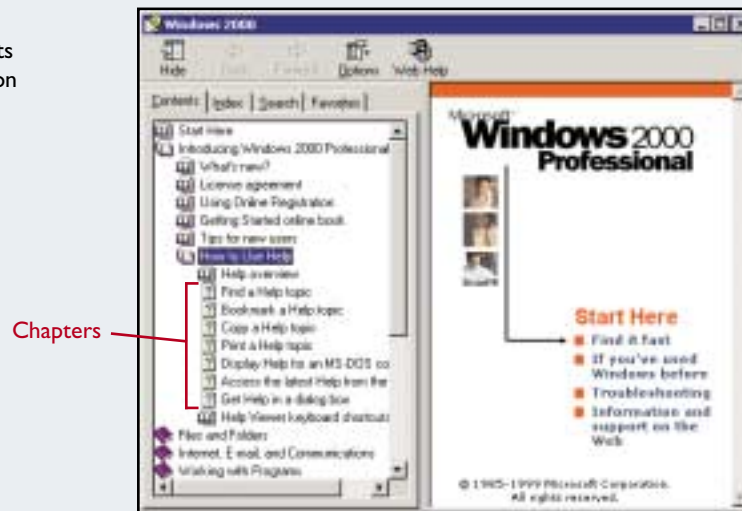 ts
on
Windows 2000
Hide Back Forward Options Web Help
Contents Index Search Favorites
Start Here
Introducing Windows 2000 Professional
What's new?
License agreement
Using Online Registration
Getting Started online book
Tips for new users
How to Use Help
Help overview
Find a Help topic
Bookmark a Help topic
Copy a Help topic
Print a Help topic
Display Help for an MS-DOS co
Access the latest Help from the
Get Help in a dialog box
Help Viewer keyboard shortcuts
Files and Folders
Internet, E-mail, and Communications
Working with Programs
Chapters
Microsoft
Windows 2000
Professional
Start Here
Find it fast
If you've used
Windows before
Troubleshooting
Information and
support on the
Web
© 1985-1999 Microsoft Corporation.
All rights reserved.